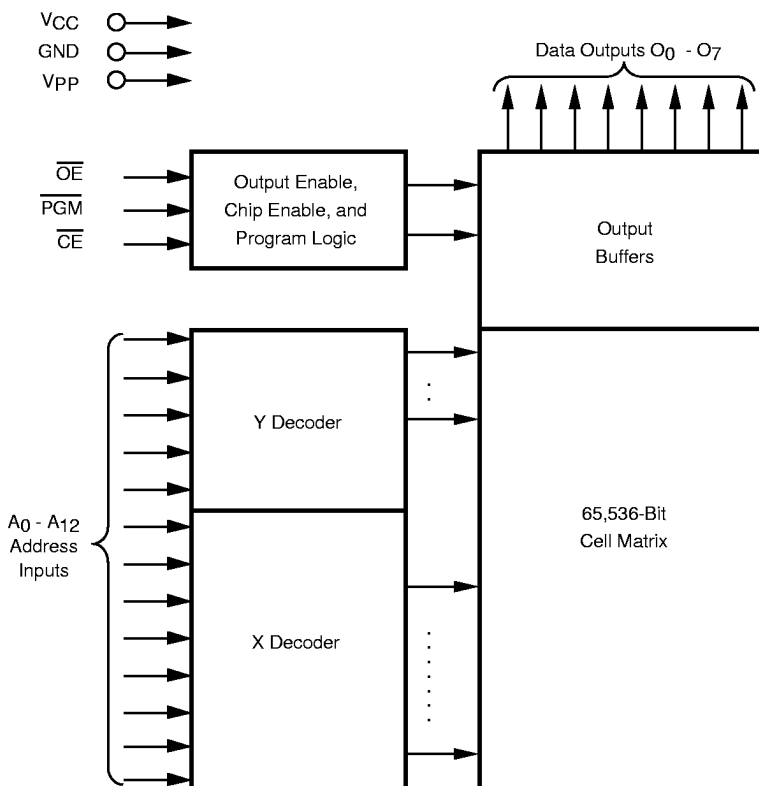 VCC
GND
VPP
Data Outputs O0 - O7
OE
PGM
CE
Output Enable,
Chip Enable, and
Program Logic
Output
Buffers
Y Decoder
A0 - A12
Address
Inputs
65,536-Bit
Cell Matrix
X Decoder